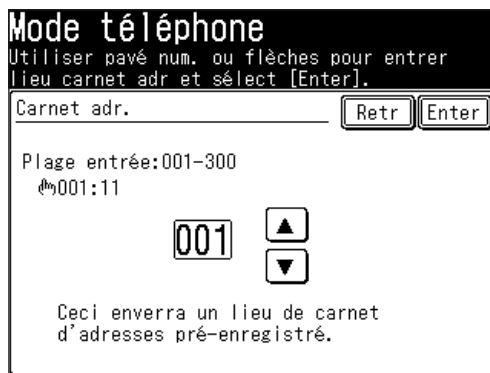 Mode téléphone
Utiliser pavé num. ou flèches pour entrer
lieu carnet adr et sélect [Enter].
Carnet adr.
Retr
Enter
Plage entrée:001-300
001:11
001
Ceci enverra un lieu de carnet
d'adresses pré-enregistré.